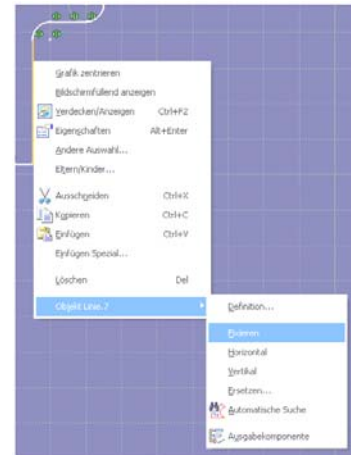 Grafik zentrieren
Bildschirmfüllend anzeigen
Verdecken/Anzeigen Ctrl+F2
Eigenschaften Alt+Enter
Andere Auswahl...
Eltern/Kinder...
Ausschneiden Ctrl+X
Kopieren Ctrl+C
Einfügen Ctrl+V
Einfügen Spezial...
Löschen Del
Objekt Linie.7
Definition...
Fixieren
Horizontal
Vertikal
Ersetzen...
Automatische Suche
Ausgabekomponente